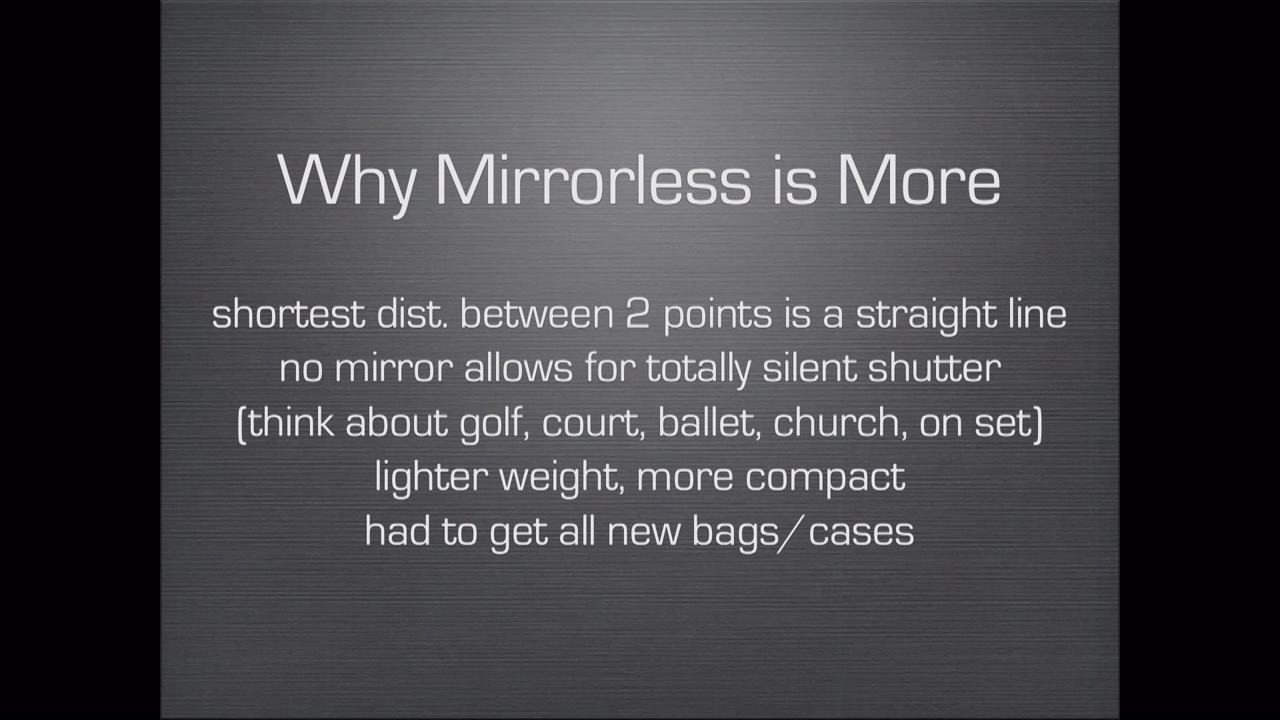 Why Mirrorless is More
shortest dist. between 2 points is a straight line
no mirror allows for totally silent shutter
(think about golf, court, ballet, church, on set)
lighter weight, more compact
had to get all new bags/cases